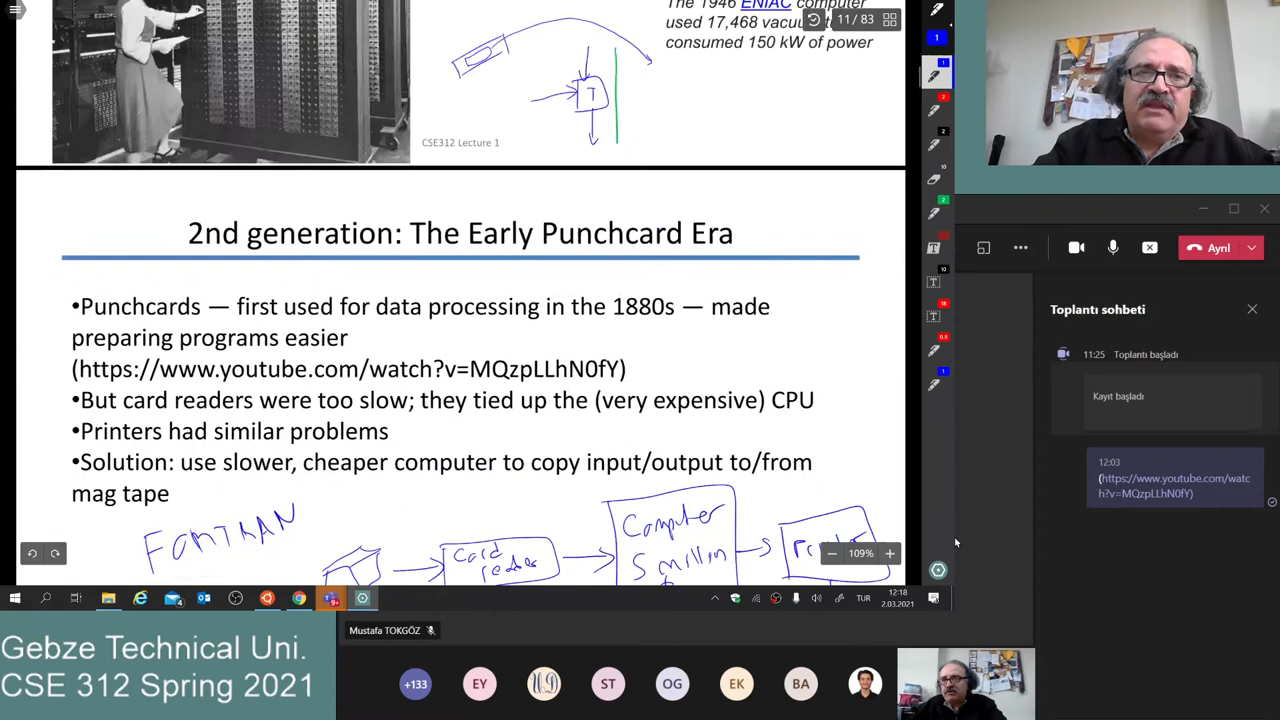 The 1946 ENIAC computer
used 17,468 vacuu
consumed 150 kW of power
11 / 83
T
CSE312 Lecture 1
2nd generation: The Early Punchcard Era
•Punchcards — first used for data processing in the 1880s — made
preparing programs easier
(https://www.youtube.com/watch?v=MQzpLLhN0fY)
•But card readers were too slow; they tied up the (very expensive) CPU
•Printers had similar problems
•Solution: use slower, cheaper computer to copy input/output to/from
mag tape
FORTRAN
Card
reader
Computer
5 million
109%
Ayrıl
Toplantı sohbeti
11:25 Toplantı başladı
Kayıt başladı
12:03
(https://www.youtube.com/watc
h?v=MQzpLLhN0fY)
TUR
12:18
2.03.2021
Gebze Technical Uni.
CSE 312 Spring 2021
Mustafa TOKGÖZ
+133
EY
ST
OG
EK
BA